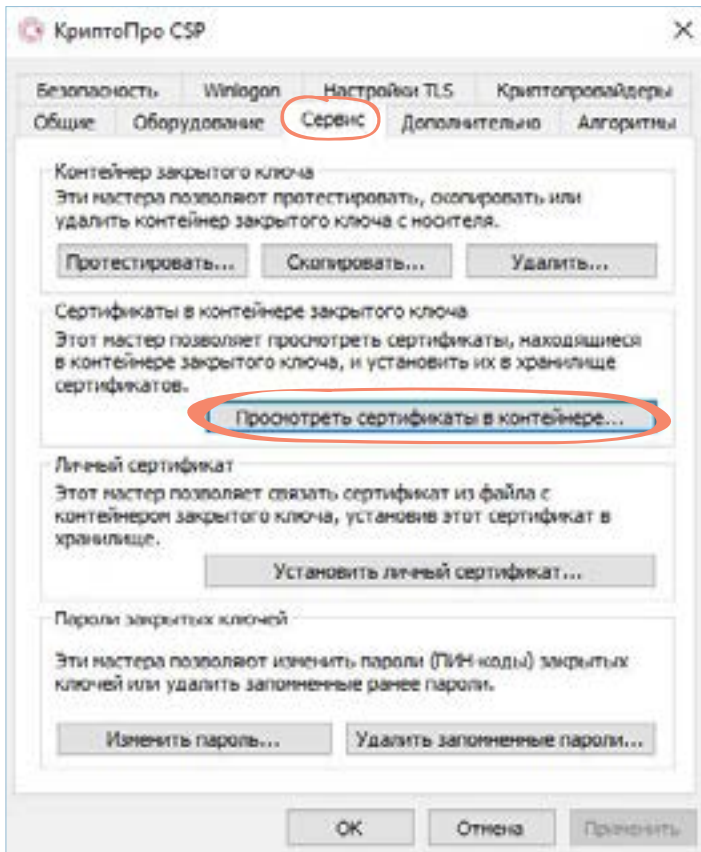 КриптоПро CSP
Безопасность Winlogon Настройки TLS Криптопровайдеры
Общие Оборудование Сервис Дополнительно Алгоритмы
Контейнер закрытого ключа
Эти мастера позволяют протестировать, скопировать или
удалить контейнер закрытого ключа с носителя.
Протестировать... Скопировать... Удалить...
Сертификаты в контейнере закрытого ключа
Этот мастер позволяет просмотреть сертификаты, находящиеся
в контейнере закрытого ключа, и установить их в хранилище
сертификатов.
Просмотреть сертификаты в контейнере...
Личный сертификат
Этот мастер позволяет связать сертификат из файла с
контейнером закрытого ключа, установив этот сертификат в
хранилище.
Установить личный сертификат...
Пароли закрытых ключей
Эти мастера позволяют изменить пароли (ПИН-коды) закрытых
ключей или удалить запомненные ранее пароли.
Изменить пароль... Удалить запомненные пароли...
ОК Отмена Применить